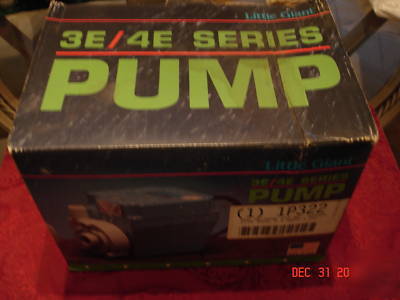 Little Giant
3E/4E SERIES
PUMP
Little Giant
3E/4E SERIES
PUMP
(1) 1P322
DEC 31 20